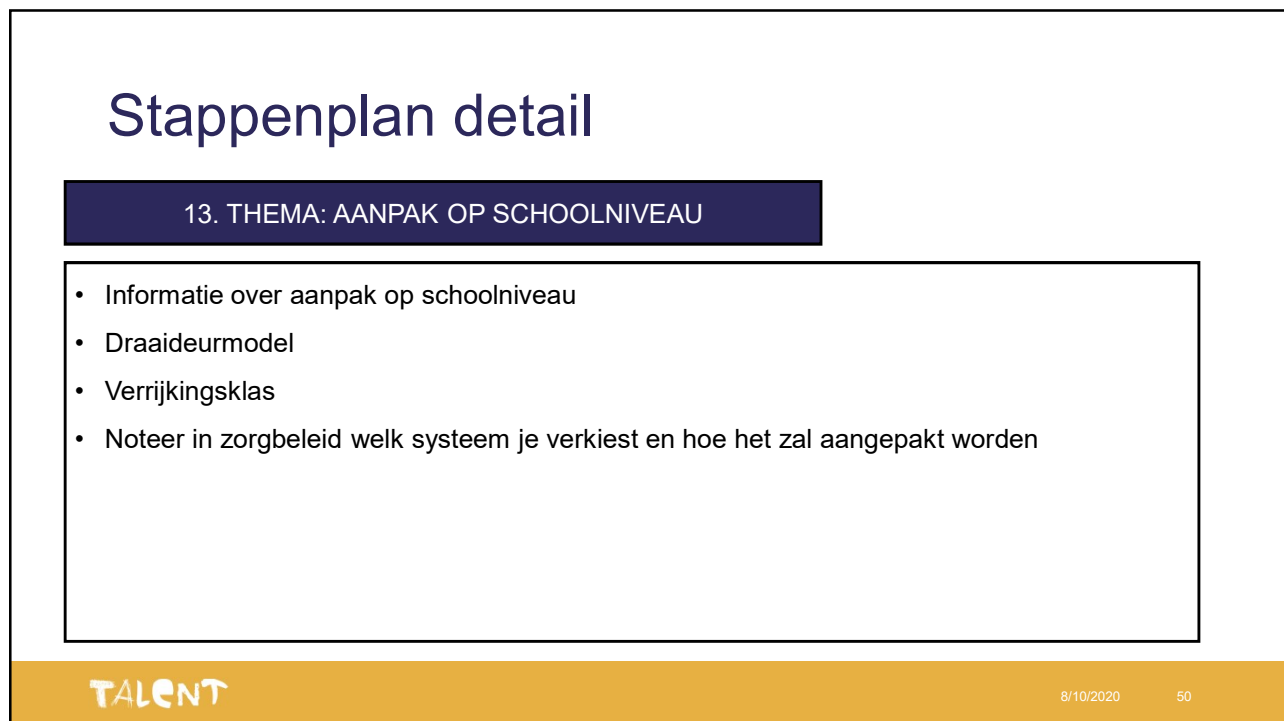 Stappenplan detail
13. THEMA: AANPAK OP SCHOOLNIVEAU
• Informatie over aanpak op schoolniveau
• Draaideurmodel
• Verrijkingsklas
• Noteer in zorgbeleid welk systeem je verkiest en hoe het zal aangepakt worden
TALENT
8/10/2020 50